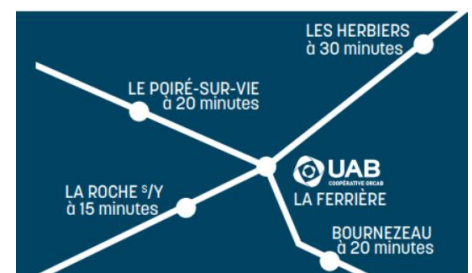 LES HERBIERS
à 30 minutes
LE POIRÉ-SUR-VIE
à 20 minutes
UAB
COOPÉRATIVE ORCAB
LA FERRIÈRE
LA ROCHE S/Y
à 15 minutes
BOURNEZEAU
à 20 minutes